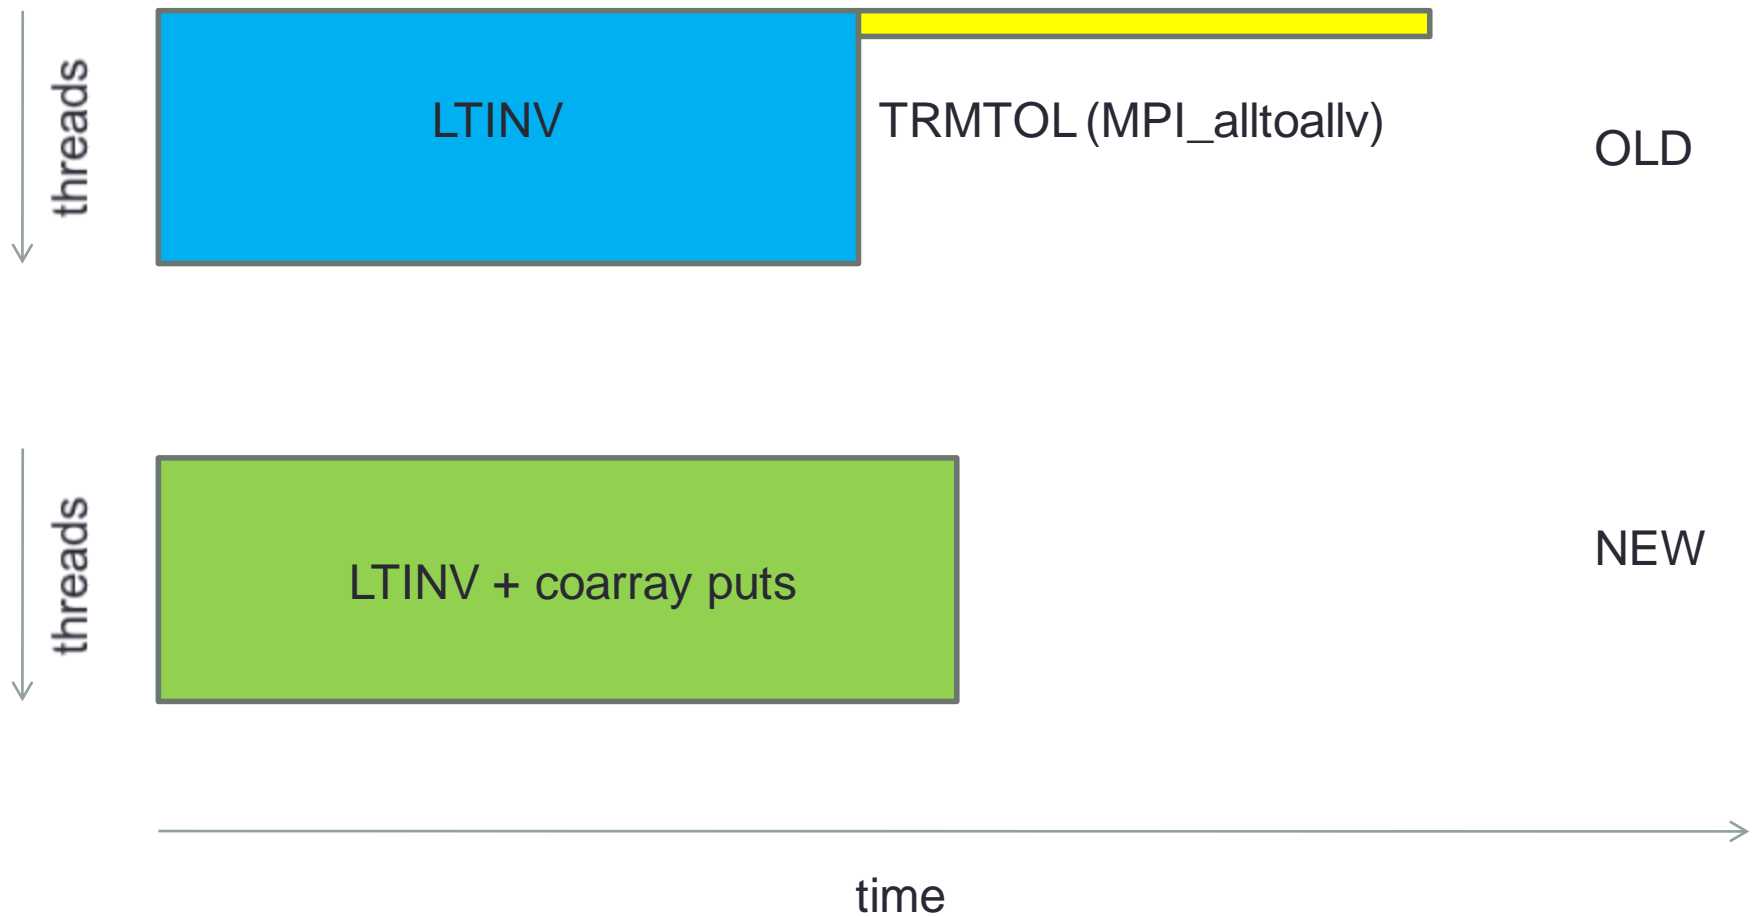 threads
LTINV
TRMTOL (MPI_alltoallv)
OLD
threads
LTINV + coarray puts
NEW
time